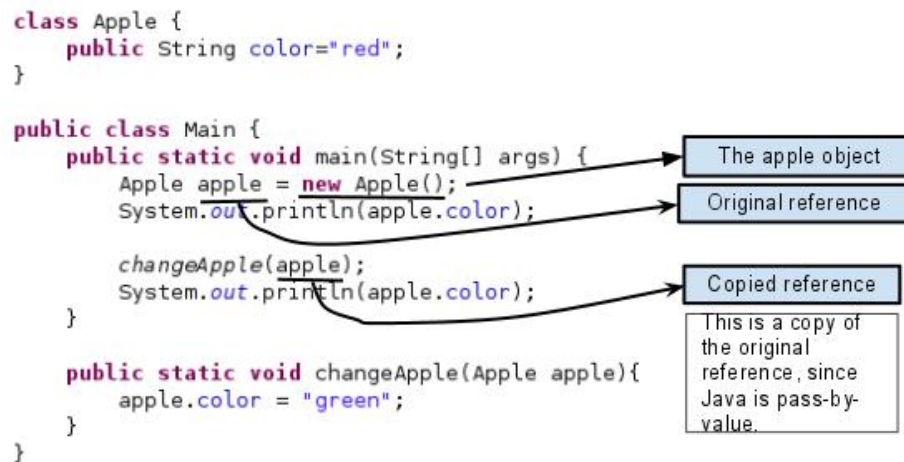 class Apple {
public String color="red";
}
public class Main {
public static void main(String[] args) {
Apple apple = new Apple();
System.out.println(apple.color);
changeApple(apple);
System.out.println(apple.color);
}
public static void changeApple(Apple apple){
apple.color = "green";
}
}
The apple object
Original reference
Copied reference
This is a copy of
the original
reference, since
Java is pass-by-
value.